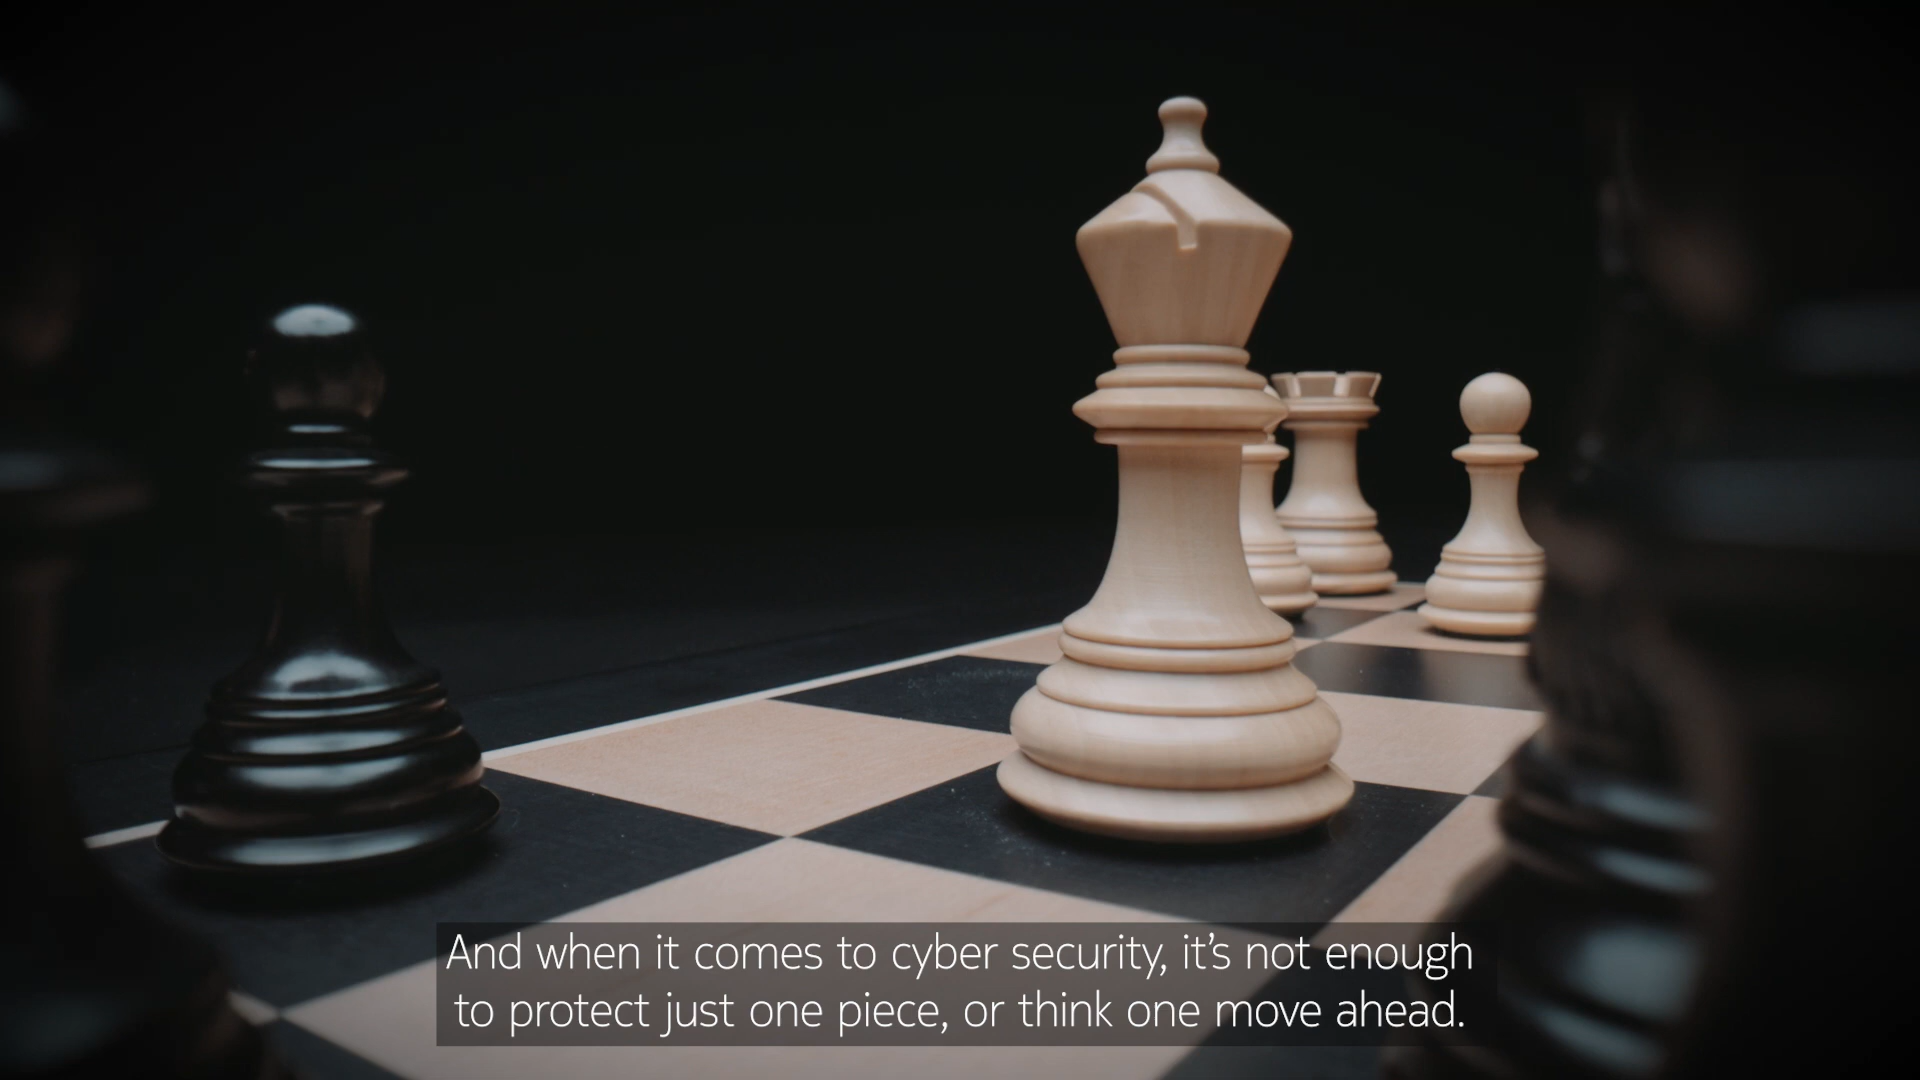 And when it comes to cyber security, it’s not enough
to protect just one piece, or think one move ahead.